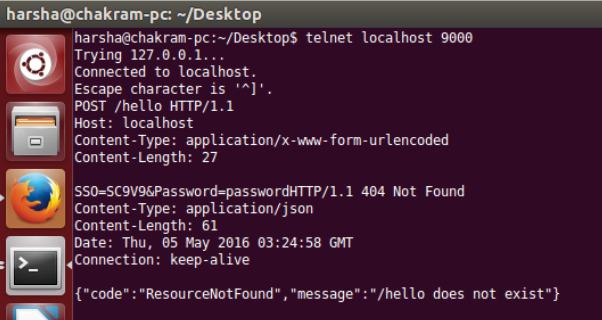 harsha@chakram-pc: ~/Desktop
harsha@chakram-pc:~/Desktop$ telnet localhost 9000
Trying 127.0.0.1...
Connected to localhost.
Escape character is '^]'.
POST /hello HTTP/1.1
Host: localhost
Content-Type: application/x-www-form-urlencoded
Content-Length: 27

SSO=SC9V9&Password=passwordHTTP/1.1 404 Not Found
Content-Type: application/json
Content-Length: 61
Date: Thu, 05 May 2016 03:24:58 GMT
Connection: keep-alive

{"code":"ResourceNotFound","message":"/hello does not exist"}